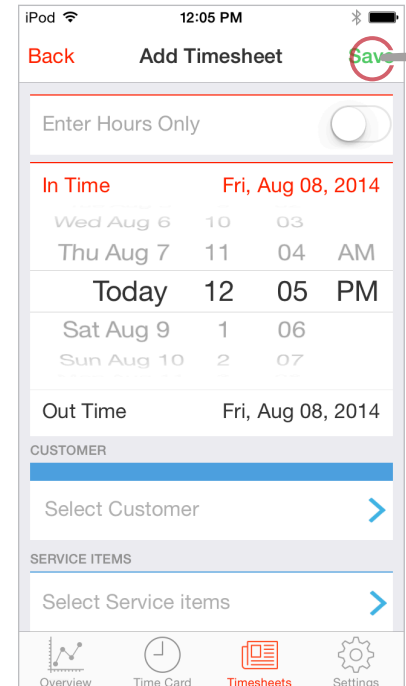 iPod 12:05 PM
Back Add Timesheet Save
Enter Hours Only
In Time Fri, Aug 08, 2014
Wed Aug 6 10 03
Thu Aug 7 11 04 AM
Today 12 05 PM
Sat Aug 9 1 06
Sun Aug 10 2 07
Out Time Fri, Aug 08, 2014
CUSTOMER
Select Customer
SERVICE ITEMS
Select Service items
Overview Time Card Timesheets Settings